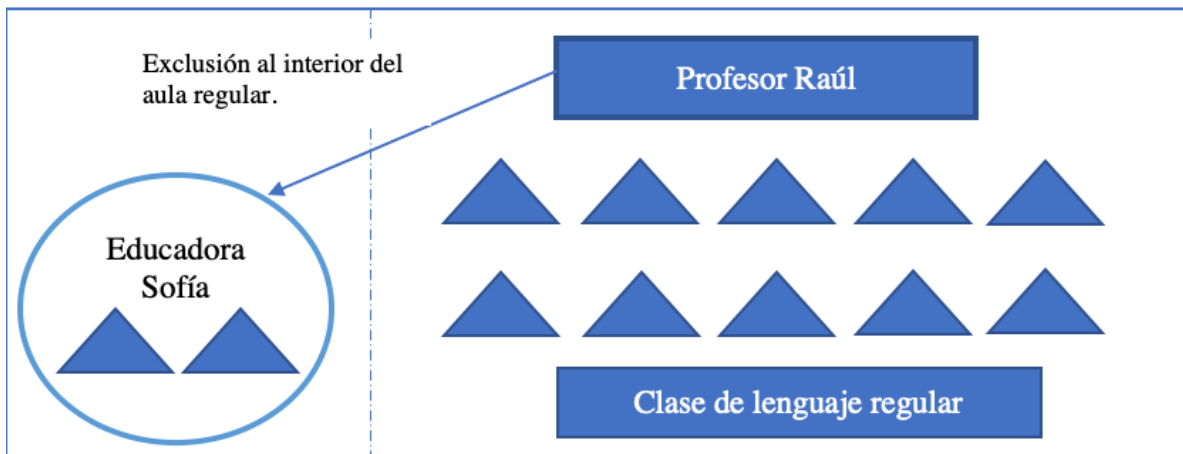 Exclusión al interior del
aula regular.
Profesor Raúl
Educadora
Sofía
Clase de lenguaje regular